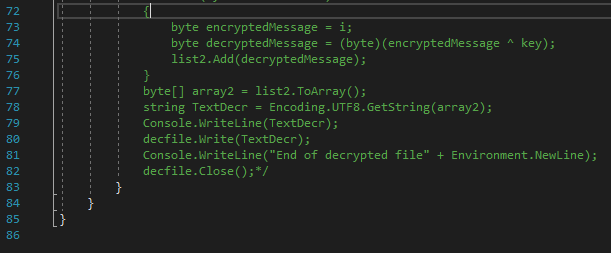 72 {
73 byte encryptedMessage = i;
74 byte decryptedMessage = (byte)(encryptedMessage ^ key);
75 list2.Add(decryptedMessage);
76 }
77 byte[] array2 = list2.ToArray();
78 string TextDecr = Encoding.UTF8.GetString(array2);
79 Console.WriteLine(TextDecr);
80 decfile.Write(TextDecr);
81 Console.WriteLine("End of decrypted file" + Environment.NewLine);
82 decfile.Close();*/
83 }
84 }
85 }
86